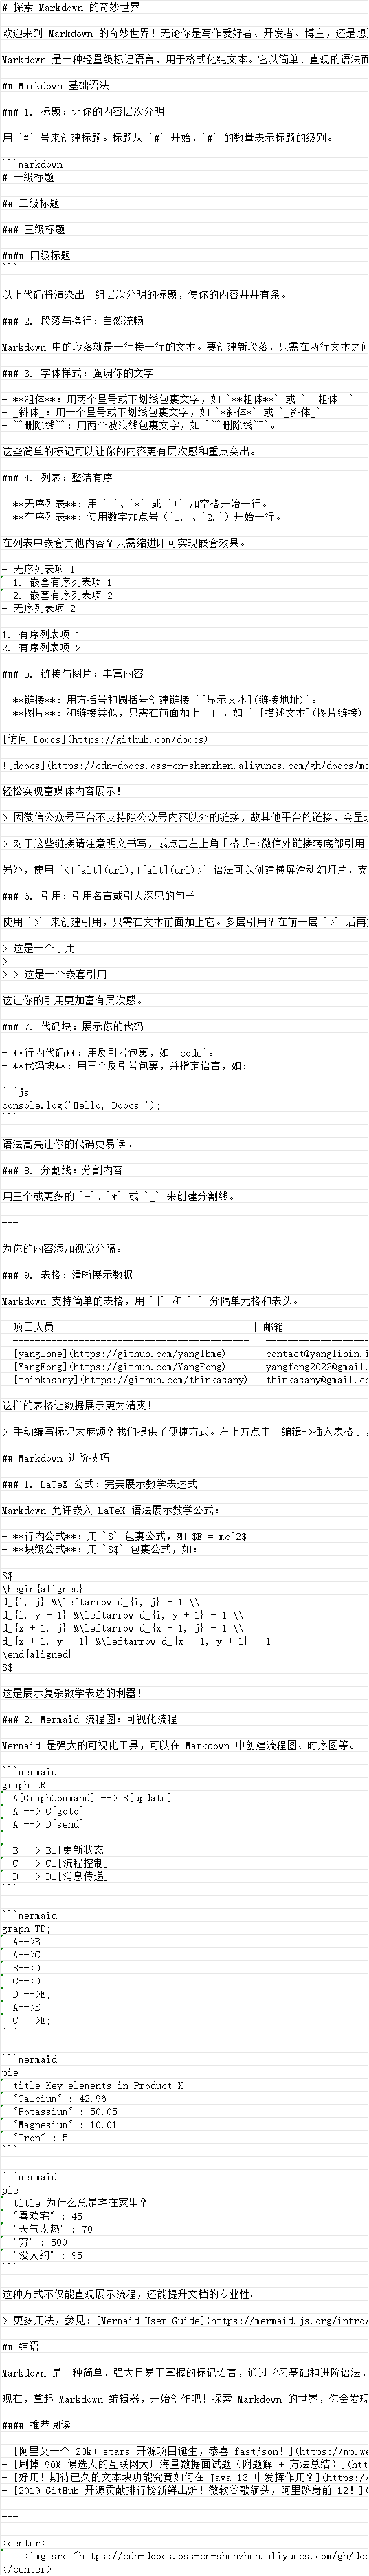 # 探索 Markdown 的奇妙世界
欢迎来到 Markdown 的奇妙世界！无论你是写作爱好者、开发者、博主，还是想
Markdown 是一种轻量级标记语言，用于格式化纯文本。它以简单、直观的语法而
## Markdown 基础语法
### 1. 标题：让你的内容层次分明
用 `#` 号来创建标题。标题从 `#` 开始，`#` 的数量表示标题的级别。
```markdown
# 一级标题
## 二级标题
### 三级标题
#### 四级标题
```
以上代码将渲染出一组层次分明的标题，使你的内容井井有条。
### 2. 段落与换行：自然流畅
Markdown 中的段落就是一行接一行的文本。要创建新段落，只需在两行文本之间
### 3. 字体样式：强调你的文字
- **粗体**：用两个星号或下划线包裹文字，如 `**粗体**` 或 `__粗体__`。
- _斜体_：用一个星号或下划线包裹文字，如 `*斜体*` 或 `_斜体_`。
- ~~删除线~~：用两个波浪线包裹文字，如 `~~删除线~~`。
这些简单的标记可以让你的内容更有层次感和重点突出。
### 4. 列表：整洁有序
- **无序列表**：用 `-`、`*` 或 `+` 加空格开始一行。
- **有序列表**：使用数字加点号（`1.`、`2.`）开始一行。
在列表中嵌套其他内容？只需缩进即可实现嵌套效果。
- 无序列表项 1
  1. 嵌套有序列表项 1
  2. 嵌套有序列表项 2
- 无序列表项 2
1. 有序列表项 1
2. 有序列表项 2
### 5. 链接与图片：丰富内容
- **链接**：用方括号和圆括号创建链接 `[显示文本](链接地址)`。
- **图片**：和链接类似，只需在前面加上 `!`，如 `![描述文本](图片链接)`
[访问 Doocs](https://github.com/doocs)
![doocs](https://cdn-doocs.oss-cn-shenzhen.aliyuncs.com/gh/doocs/md
轻松实现富媒体内容展示！
> 因微信公众号平台不支持除公众号内容以外的链接，故其他平台的链接，会呈现
> 对于这些链接请注意明文书写，或点击左上角「格式->微信外链接转底部引用」
另外，使用 `<![alt](url),![alt](url)>` 语法可以创建横屏滑动幻灯片，支
### 6. 引用：引用名言或引人深思的句子
使用 `>` 来创建引用，只需在文本前面加上它。多层引用？在前一层 `>` 后再
> 这是一个引用
>
> > 这是一个嵌套引用
这让你的引用更加富有层次感。
### 7. 代码块：展示你的代码
- **行内代码**：用反引号包裹，如 `code`。
- **代码块**：用三个反引号包裹，并指定语言，如：
```js
console.log("Hello, Doocs!");
```
语法高亮让你的代码更易读。
### 8. 分割线：分割内容
用三个或更多的 `-`、`*` 或 `_` 来创建分割线。
---
为你的内容添加视觉分隔。
### 9. 表格：清晰展示数据
Markdown 支持简单的表格，用 `|` 和 `-` 分隔单元格和表头。
| 项目人员                                    | 邮箱
| ------------------------------------------- | ------------------
| [yanglbme](https://github.com/yanglbme)     | contact@yanglibin.i
| [YangFong](https://github.com/YangFong)     | yangfong2022@gmail.
| [thinkasany](https://github.com/thinkasany) | thinkasany@gmail.co
这样的表格让数据展示更为清爽！
> 手动编写标记太麻烦？我们提供了便捷方式。左上方点击「编辑->插入表格」，
## Markdown 进阶技巧
### 1. LaTeX 公式：完美展示数学表达式
Markdown 允许嵌入 LaTeX 语法展示数学公式：
- **行内公式**：用 `$` 包裹公式，如 $E = mc^2$。
- **块级公式**：用 `$$` 包裹公式，如：
$$
\begin{aligned}
d_{i, j} &\leftarrow d_{i, j} + 1 \\
d_{i, y + 1} &\leftarrow d_{i, y + 1} - 1 \\
d_{x + 1, j} &\leftarrow d_{x + 1, j} - 1 \\
d_{x + 1, y + 1} &\leftarrow d_{x + 1, y + 1} + 1
\end{aligned}
$$
这是展示复杂数学表达的利器！
### 2. Mermaid 流程图：可视化流程
Mermaid 是强大的可视化工具，可以在 Markdown 中创建流程图、时序图等。
```mermaid
graph LR
  A[GraphCommand] --> B[update]
  A --> C[goto]
  A --> D[send]
  B --> B1[更新状态]
  C --> C1[流程控制]
  D --> D1[消息传递]
```
```mermaid
graph TD;
  A-->B;
  A-->C;
  B-->D;
  C-->D;
  D -->E;
  A-->E;
  C -->E;
```
```mermaid
pie
  title Key elements in Product X
  "Calcium" : 42.96
  "Potassium" : 50.05
  "Magnesium" : 10.01
  "Iron" : 5
```
```mermaid
pie
  title 为什么总是宅在家里？
  "喜欢宅" : 45
  "天气太热" : 70
  "穷" : 500
  "没人约" : 95
```
这种方式不仅能直观展示流程，还能提升文档的专业性。
> 更多用法，参见：[Mermaid User Guide](https://mermaid.js.org/intro/
## 结语
Markdown 是一种简单、强大且易于掌握的标记语言，通过学习基础和进阶语法，
现在，拿起 Markdown 编辑器，开始创作吧！探索 Markdown 的世界，你会发现
#### 推荐阅读
- [阿里又一个 20k+ stars 开源项目诞生，恭喜 fastjson！](https://mp.we
- [刷掉 90% 候选人的互联网大厂海量数据面试题（附题解 + 方法总结）](htt
- [好用！期待已久的文本块功能究竟如何在 Java 13 中发挥作用？](https://
- [2019 GitHub 开源贡献排行榜新鲜出炉！微软谷歌领头，阿里跻身前 12！](
---
<center>
    <img src="https://cdn-doocs.oss-cn-shenzhen.aliyuncs.com/gh/doc
</center>